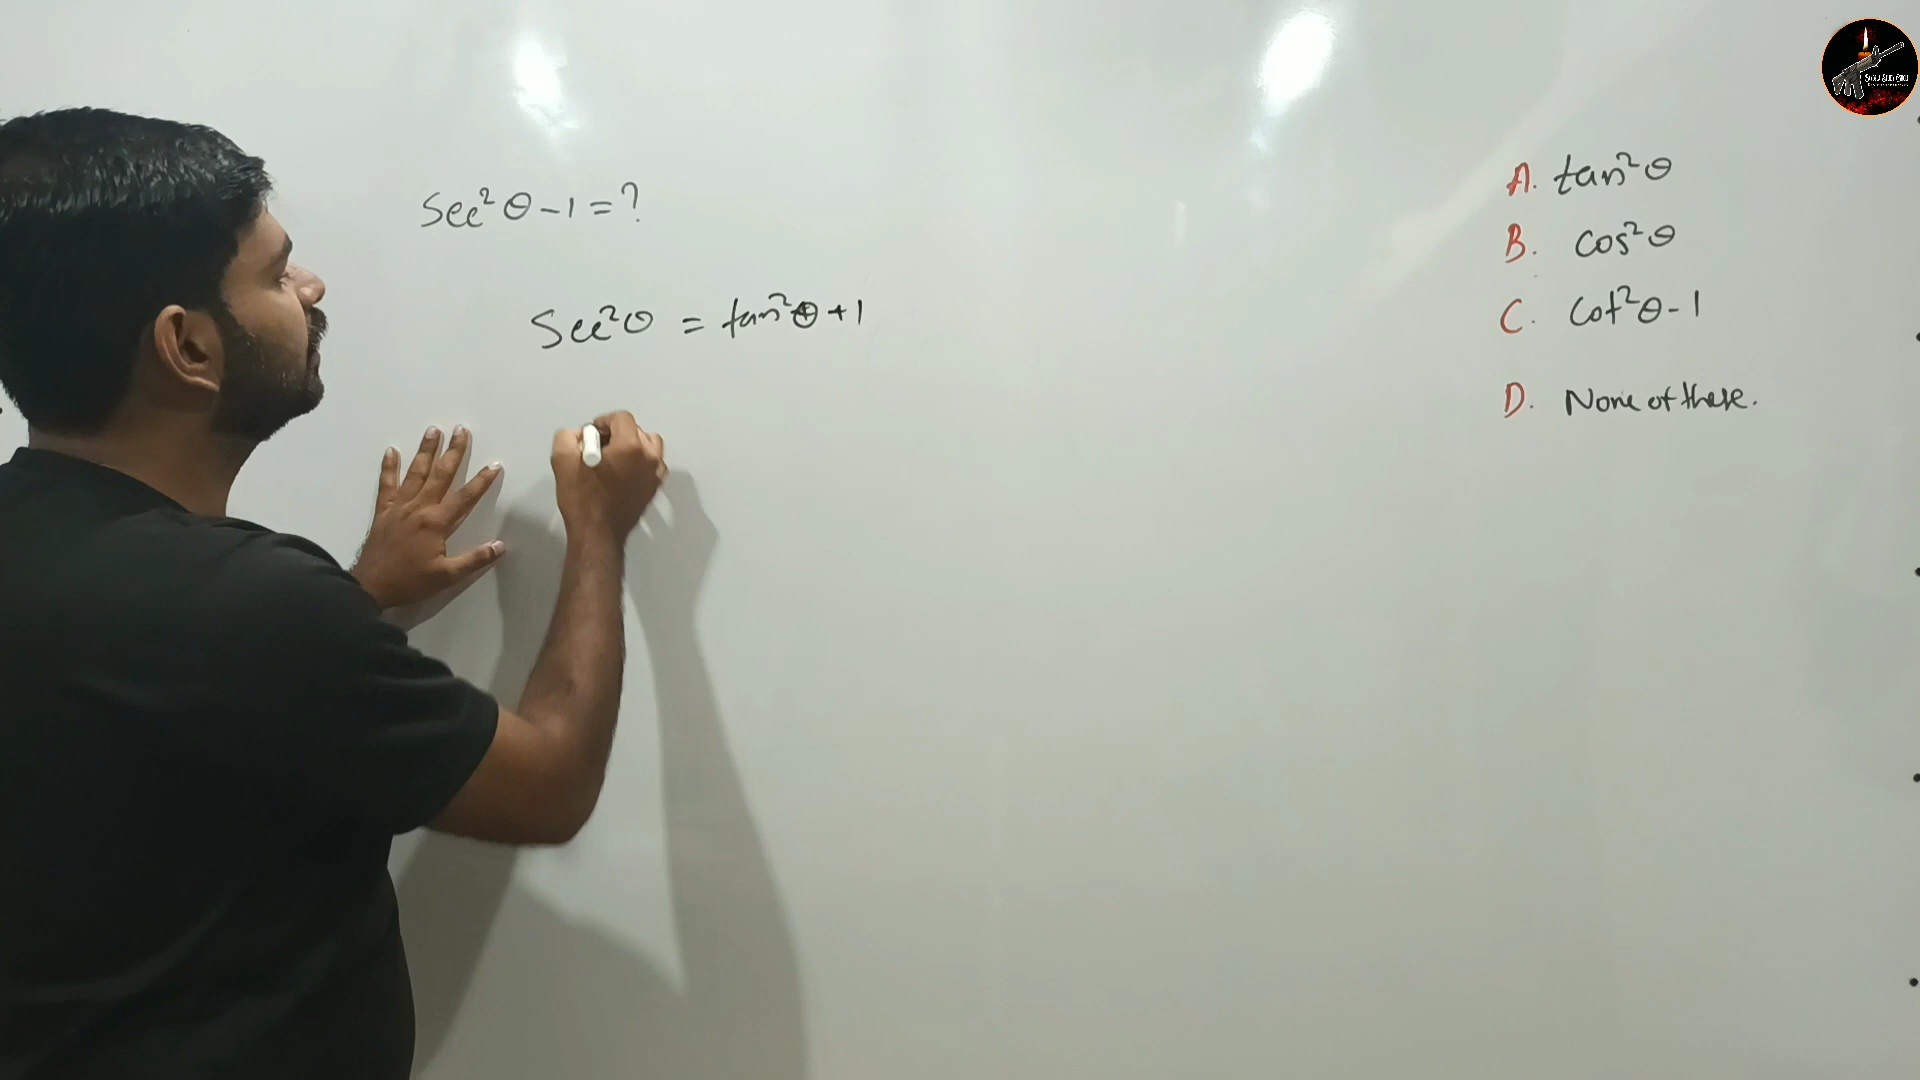 Sec²θ-1=?
Sec²θ = tan²θ+1
A. tan²θ
B. cos²θ
C. Cot²θ-1
D. None of these.